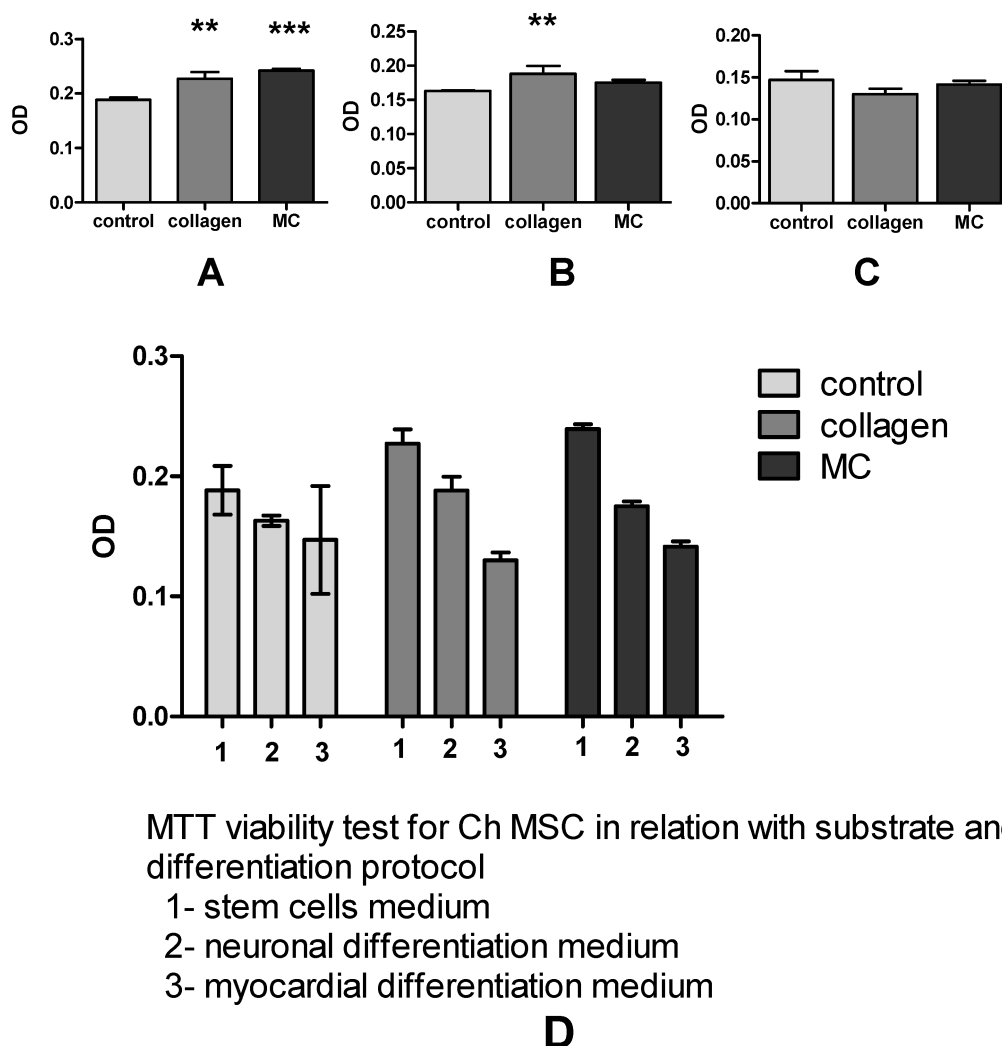 ** *** 
0.3
0.2
0.1
0.0
OD
control collagen MC
A
**
0.25
0.20
0.15
0.10
0.05
0.00
OD
control collagen MC
B
0.20
0.15
0.10
0.05
0.00
OD
control collagen MC
C
0.3
0.2
0.1
0.0
OD
1 2 3 1 2 3 1 2 3
control
collagen
MC
MTT viability test for Ch MSC in relation with substrate an
differentiation protocol
1- stem cells medium
2- neuronal differentiation medium
3- myocardial differentiation medium
D